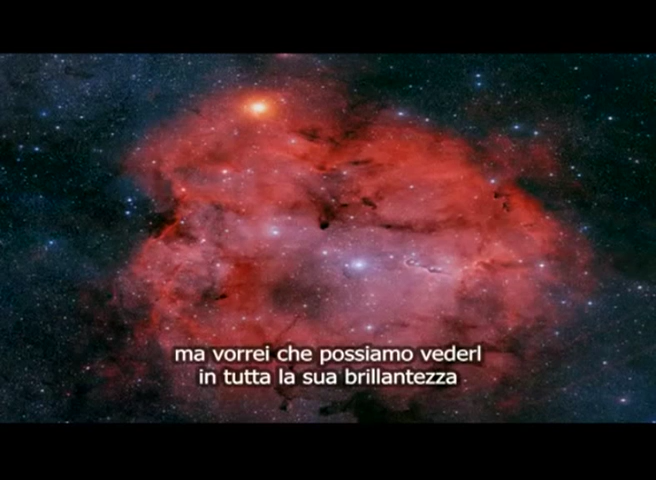 ma vorrei che possiamo vederl
in tutta la sua brillantezza